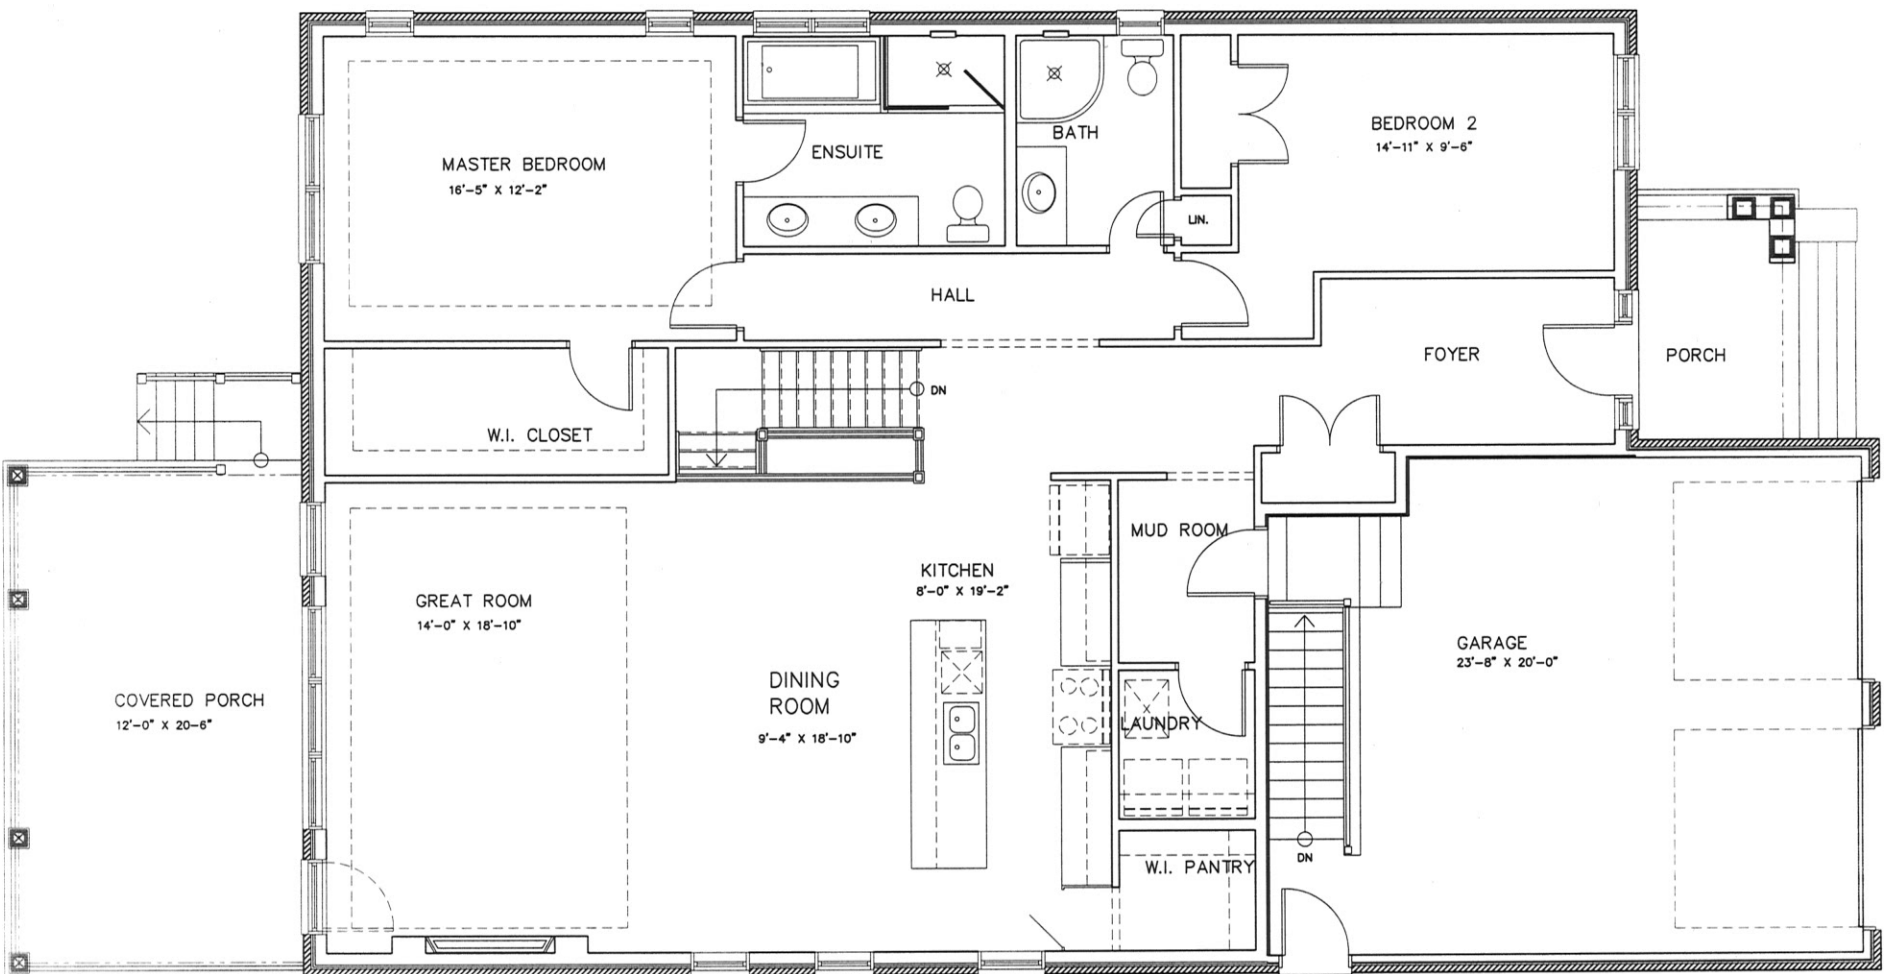 MASTER BEDROOM
16'-5" X 12'-2"
ENSUITE
BATH
LIN.
BEDROOM 2
14'-11" X 9'-6"
HALL
FOYER
PORCH
W.I. CLOSET
DN
COVERED PORCH
12'-0" X 20-6"
GREAT ROOM
14'-0" X 18'-10"
DINING
ROOM
9'-4" X 18'-10"
KITCHEN
8'-0" X 19'-2"
MUD ROOM
LAUNDRY
W.I. PANTRY
DN
GARAGE
23'-8" X 20'-0"